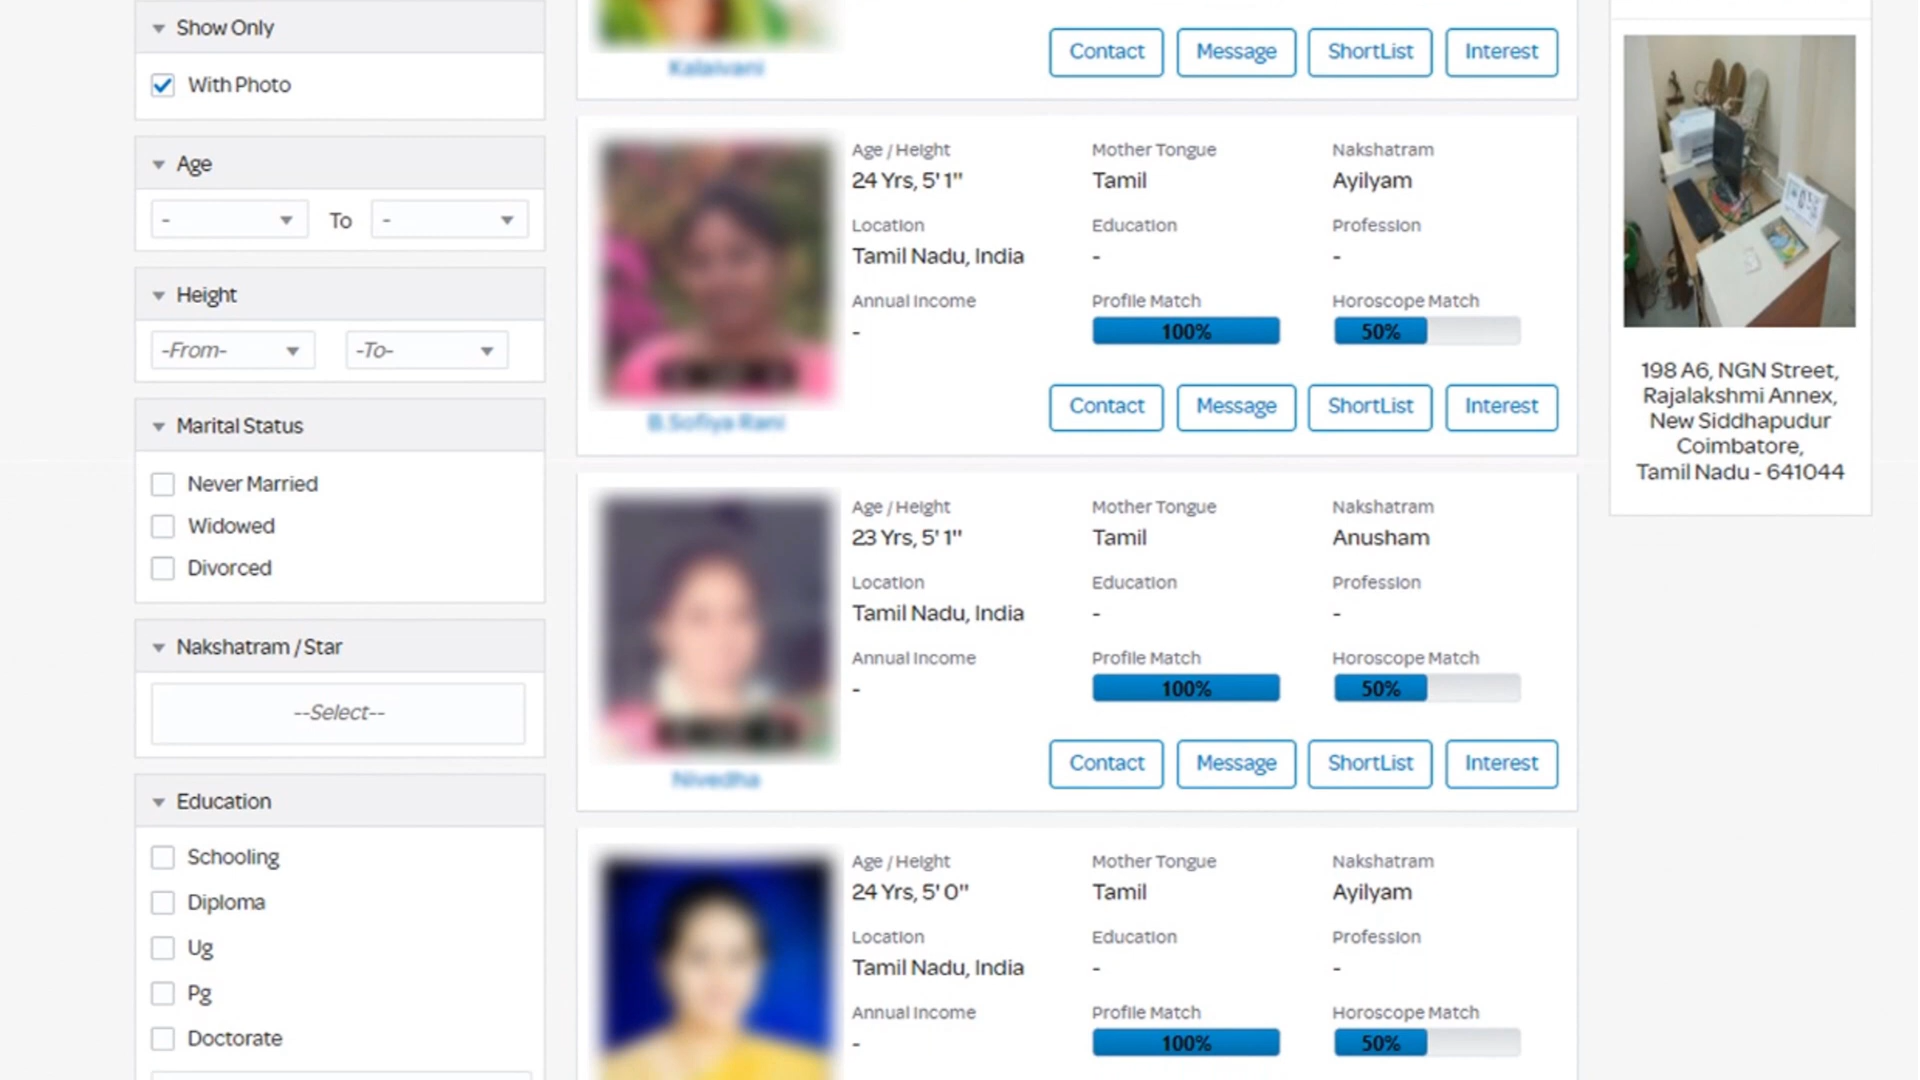 Show Only
With Photo
Age
- To -
Height
-From- -To-
Marital Status
Never Married
Widowed
Divorced
Nakshatram / Star
--Select--
Education
Schooling
Diploma
Ug
Pg
Doctorate
Kalaivani
Contact Message ShortList Interest
Age / Height Mother Tongue Nakshatram
24 Yrs, 5' 1" Tamil Ayilyam
Location Education Profession
Tamil Nadu, India - -
Annual Income Profile Match Horoscope Match
- 100% 50%
B.Sofiya Rani
Contact Message ShortList Interest
Age / Height Mother Tongue Nakshatram
23 Yrs, 5' 1" Tamil Anusham
Location Education Profession
Tamil Nadu, India - -
Annual Income Profile Match Horoscope Match
- 100% 50%
Nivedha
Contact Message ShortList Interest
Age / Height Mother Tongue Nakshatram
24 Yrs, 5' 0" Tamil Ayilyam
Location Education Profession
Tamil Nadu, India - -
Annual Income Profile Match Horoscope Match
- 100% 50%
198 A6, NGN Street,
Rajalakshmi Annex,
New Siddhapudur
Coimbatore,
Tamil Nadu - 641044